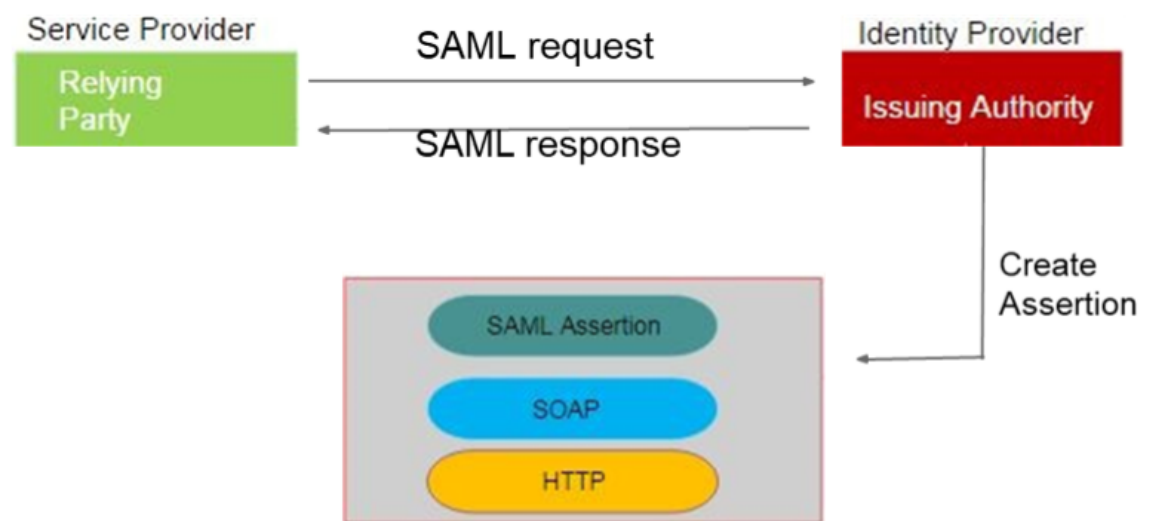 Service Provider
SAML request
Identity Provider
Relying
Party
Issuing Authority
SAML response
Create
Assertion
SAML Assertion
SOAP
HTTP